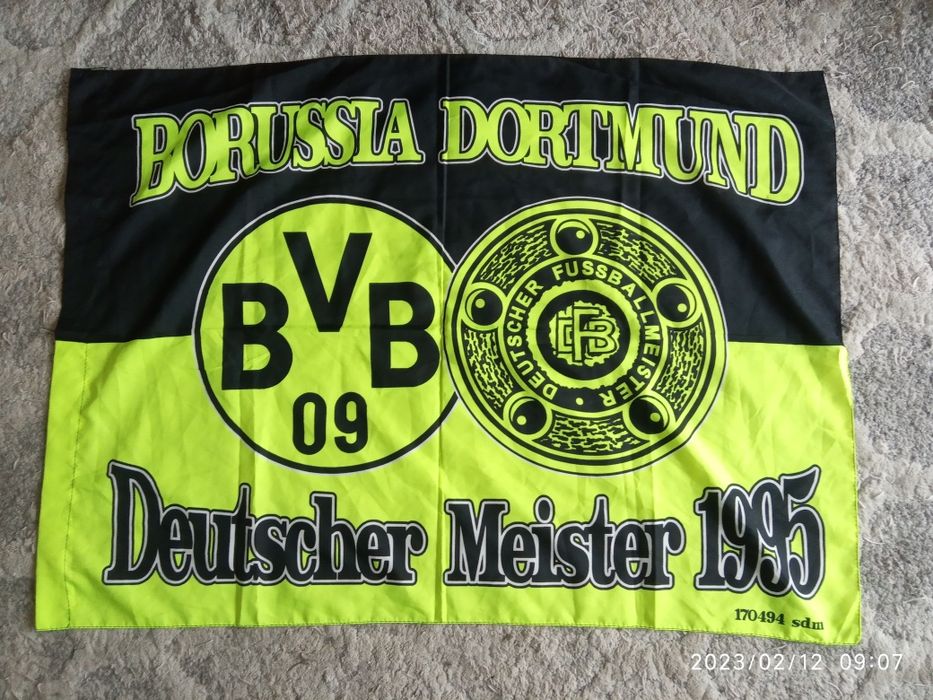 BORUSSIA DORTMUND
BVB
09
DEUTSCHER FUSSBALLMEISTER •
DFB
Deutscher Meister 1995
170494 sdm
2023/02/12 09:07